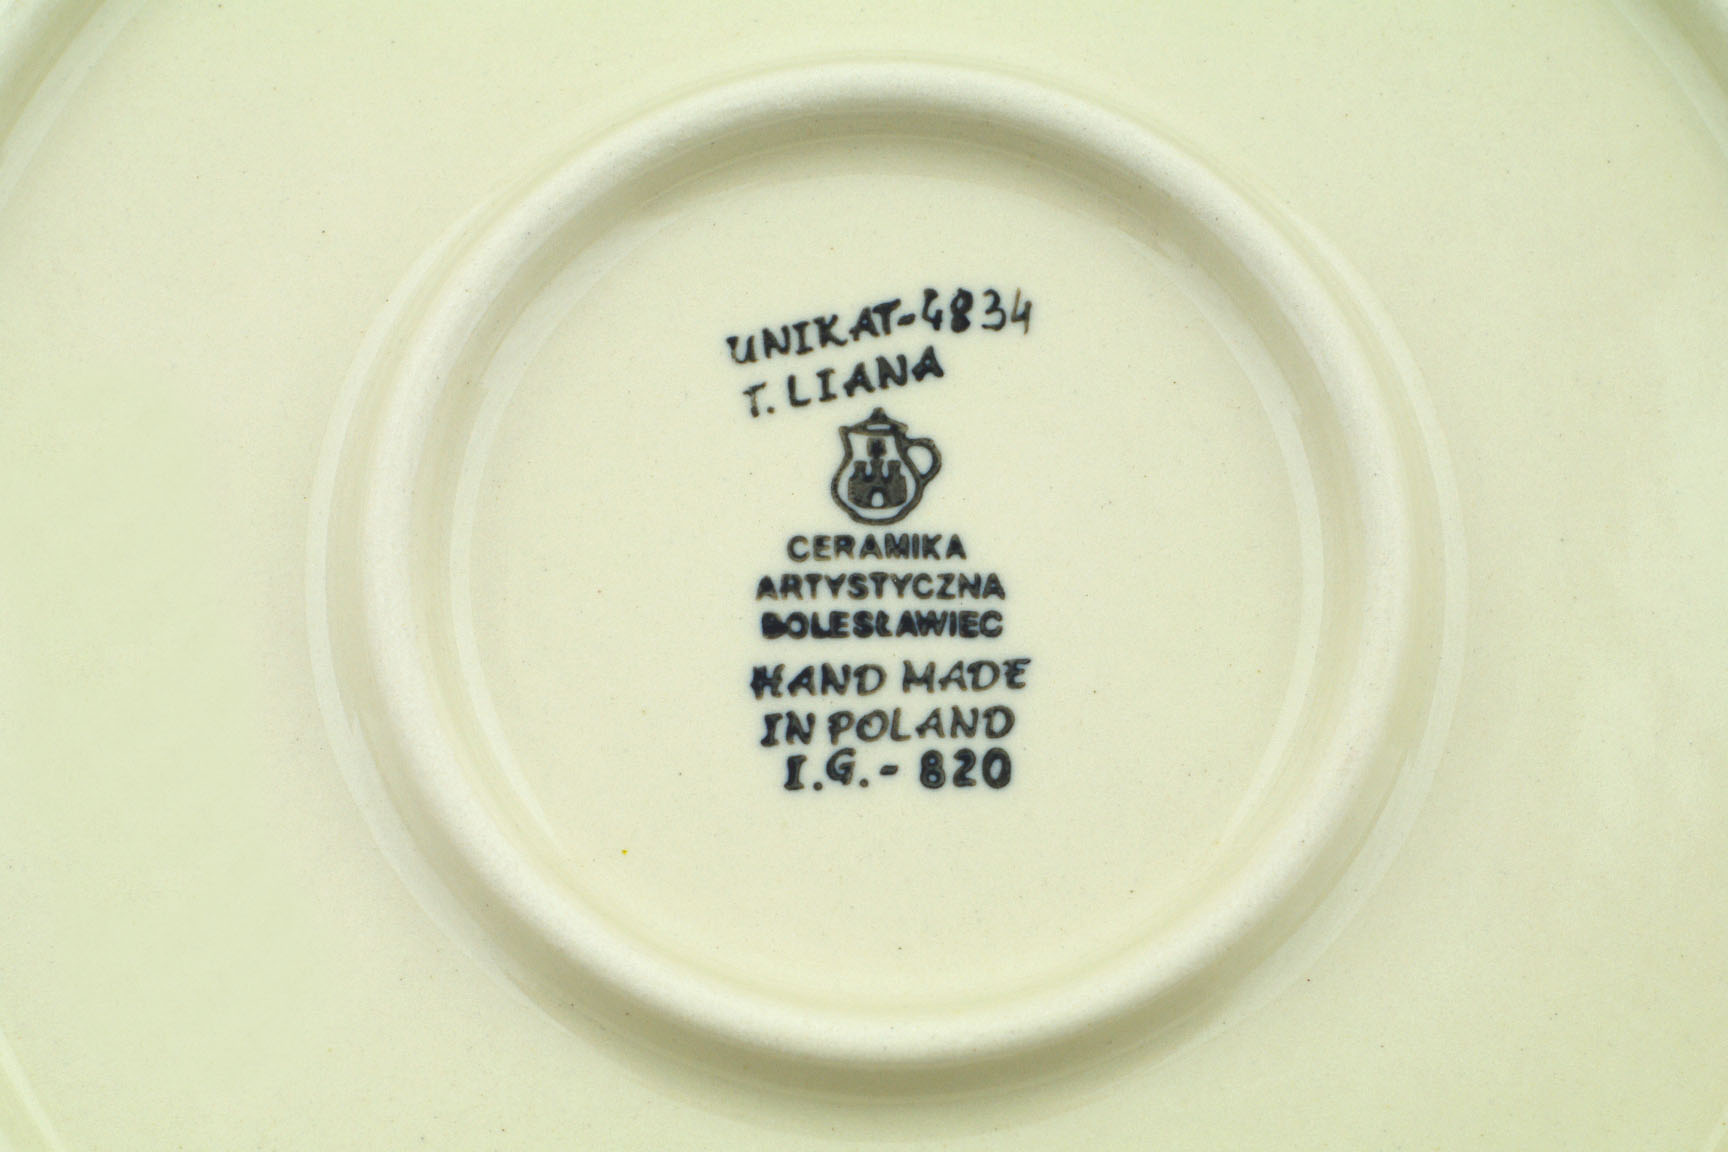 UNIKAT-4834
T. LIANA
CERAMIKA
ARTYSTYCZNA
BOLESŁAWIEC
HAND MADE
IN POLAND
I.G.- 820